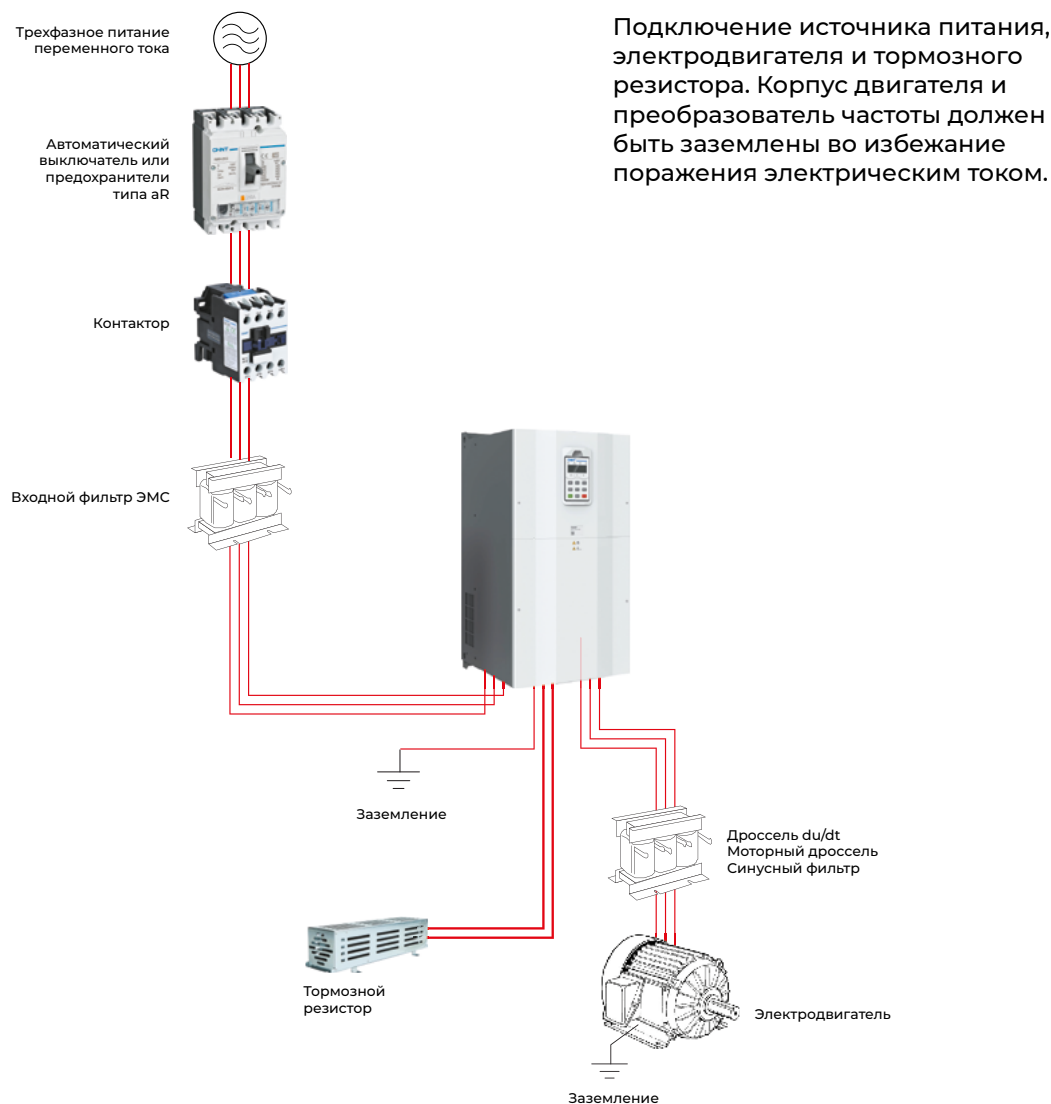 Трехфазное питание
переменного тока
Подключение источника питания,
электродвигателя и тормозного
резистора. Корпус двигателя и
преобразователь частоты должен
быть заземлены во избежание
поражения электрическим током.
Автоматический
выключатель или
предохранители
типа aR
CHNT
Контактор
Входной фильтр ЭМС
Заземление
Дроссель du/dt
Моторный дроссель
Синусный фильтр
Тормозной
резистор
Электродвигатель
Заземление